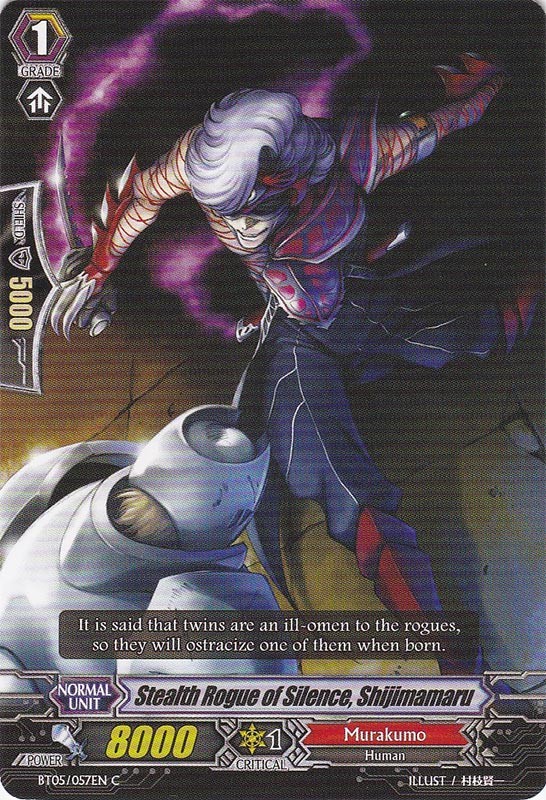 1
GRADE
SHIELD
5000
It is said that twins are an ill-omen to the rogues,
so they will ostracize one of them when born.
NORMAL
UNIT
Stealth Rogue of Silence, Shijimamaru
POWER
8000
1
CRITICAL
Murakumo
Human
BT05/057EN C
ILLUST / 村枝賢一